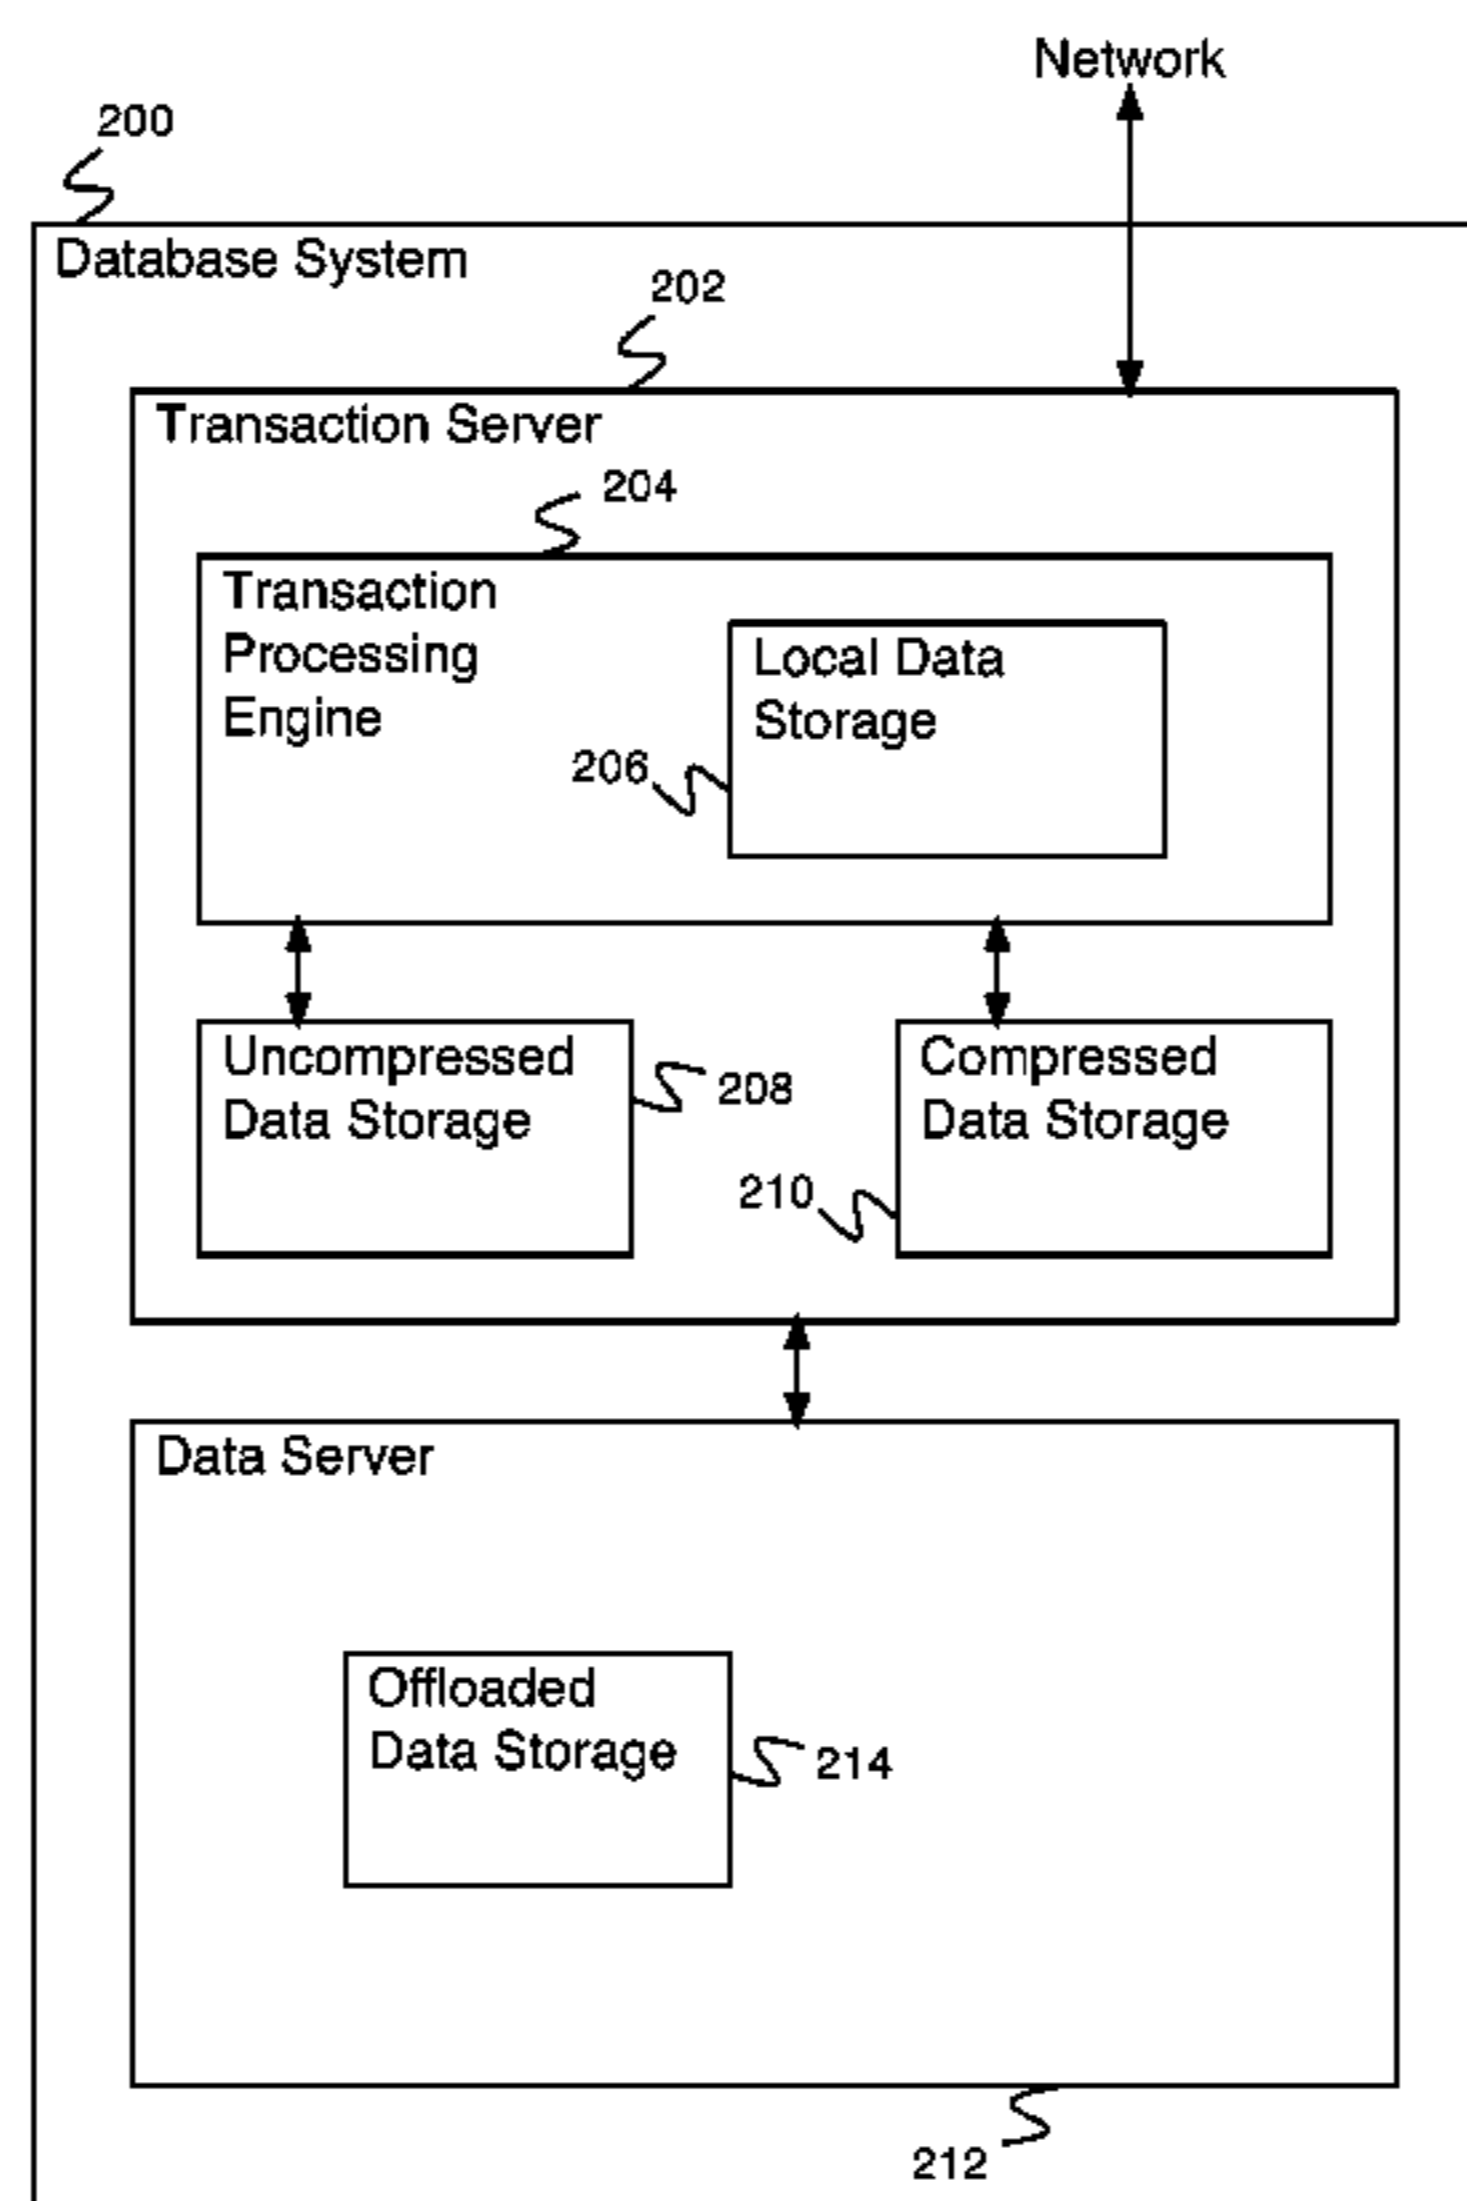 Network
200
Database System
202
Transaction Server
204
Transaction
Processing
Engine
Local Data
Storage
206
Uncompressed
Data Storage
208
Compressed
Data Storage
210
Data Server
Offloaded
Data Storage
214
212